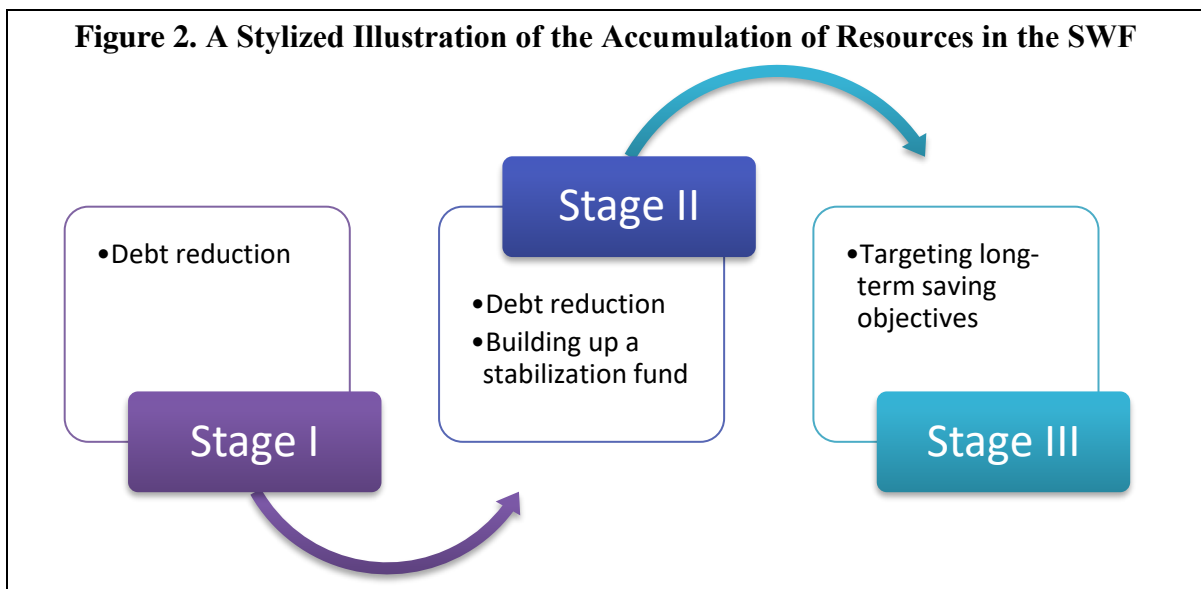 Figure 2. A Stylized Illustration of the Accumulation of Resources in the SWF
•Debt reduction
Stage I
Stage II
•Debt reduction
•Building up a
stabilization fund
•Targeting long-
term saving
objectives
Stage III